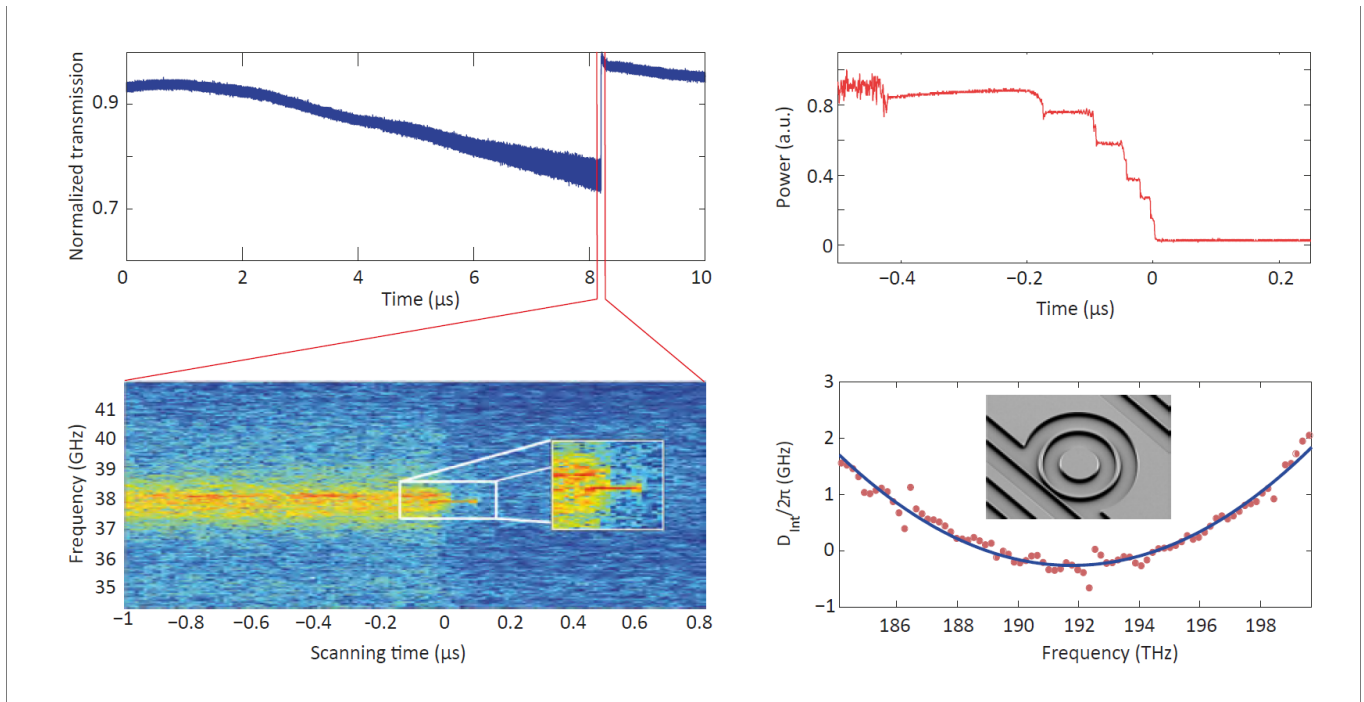 Normalized transmission
0.9
0.7
0 2 4 6 8 10
Time (μs)
Power (a.u.)
0.8
0.4
0
−0.4 −0.2 0 0.2
Time (μs)
Frequency (GHz)
41
40
39
38
37
36
35
−1 −0.8 −0.6 −0.4 -0.2 0 0.2 0.4 0.6 0.8
Scanning time (μs)
D_Int/2π (GHz)
3
2
1
0
−1
186 188 190 192 194 196 198
Frequency (THz)